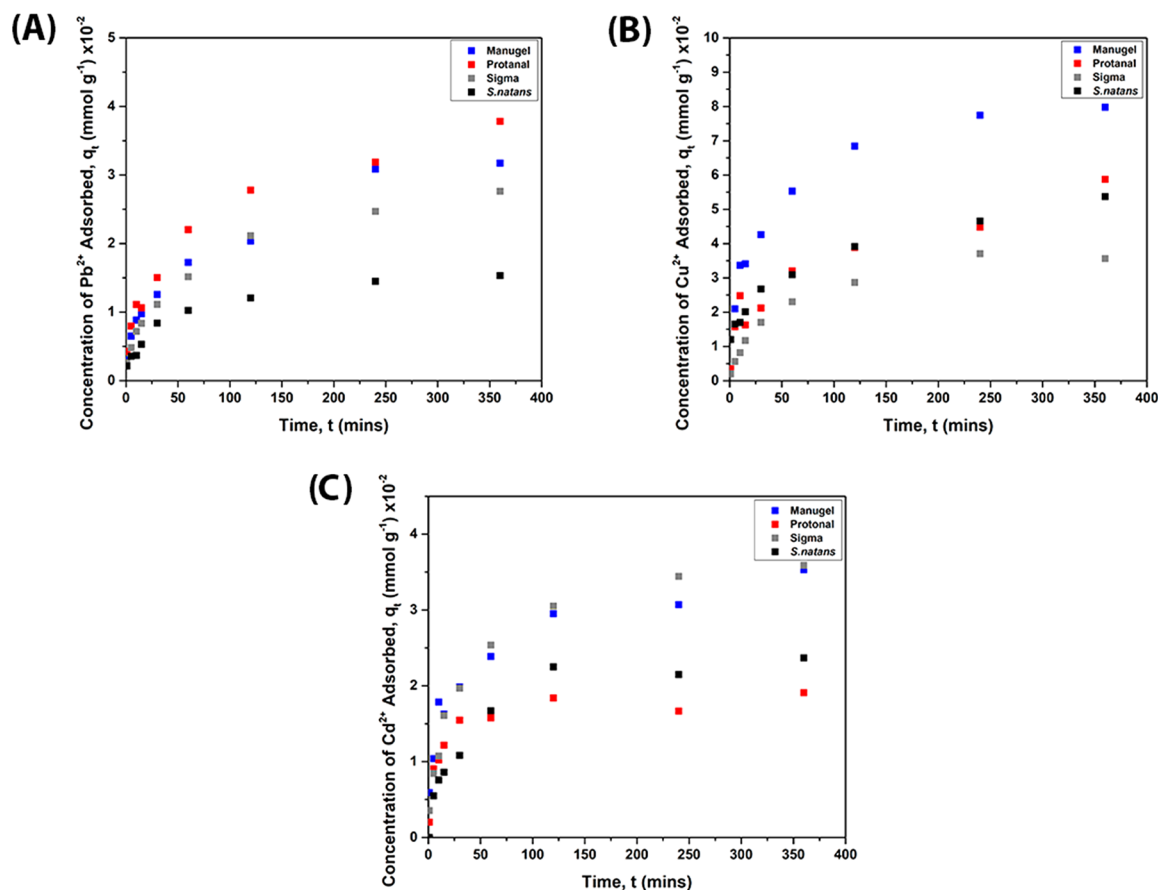 (A)
Concentration of Pb²⁺ Adsorbed, qₜ (mmol g⁻¹) x10⁻²
5
4
3
2
1
0
Manugel
Protanal
Sigma
S.natans
0 50 100 150 200 250 300 350 400
Time, t (mins)
(B)
Concentration of Cu²⁺ Adsorbed, qₜ (mmol g⁻¹) x10⁻²
10
9
8
7
6
5
4
3
2
1
0
Manugel
Protanal
Sigma
S.natans
0 50 100 150 200 250 300 350 400
Time, t (mins)
(C)
Concentration of Cd²⁺ Adsorbed, qₜ (mmol g⁻¹) x10⁻²
4
3
2
1
0
Manugel
Protonal
Sigma
S.natans
0 50 100 150 200 250 300 350 400
Time, t (mins)